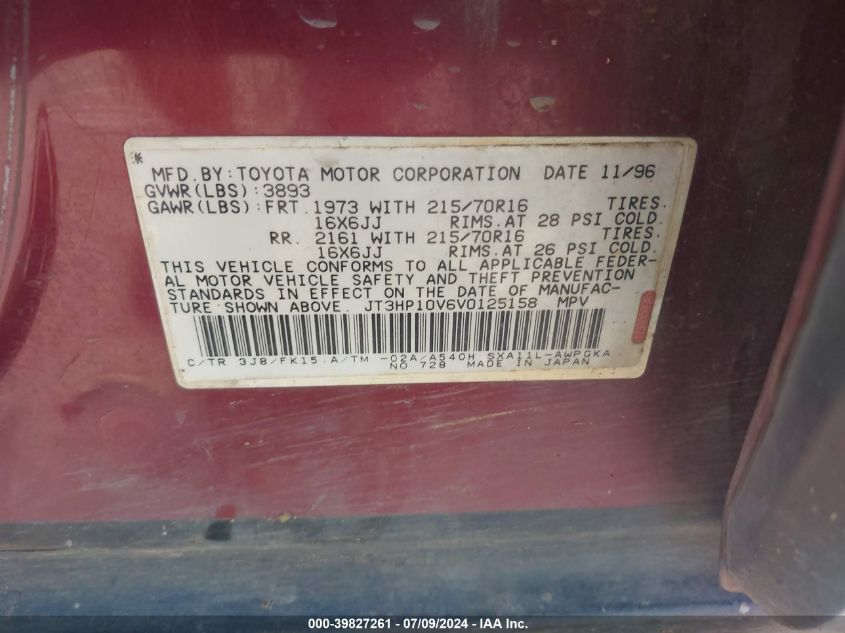 MFD.BY:TOYOTA MOTOR CORPORATION DATE 11/96
GVWR(LBS):3893
GAWR(LBS):FRT.1973 WITH 215/70R16 TIRES.
16X6JJ RIMS.AT 28 PSI COLD.
RR. 2161 WITH 215/70R16 TIRES.
16X6JJ RIMS.AT 26 PSI COLD.
THIS VEHICLE CONFORMS TO ALL APPLICABLE FEDER-
AL MOTOR VEHICLE SAFETY AND THEFT PREVENTION
STANDARDS IN EFFECT ON THE DATE OF MANUFAC-
TURE SHOWN ABOVE. JT3HP10V6V0125158 MPV
C/TR 3J8/FK15 A/TM -02A/A540H SXA11L-AWPGKA
NO 728 MADE IN JAPAN
000-39827261 - 07/09/2024 - IAA Inc.